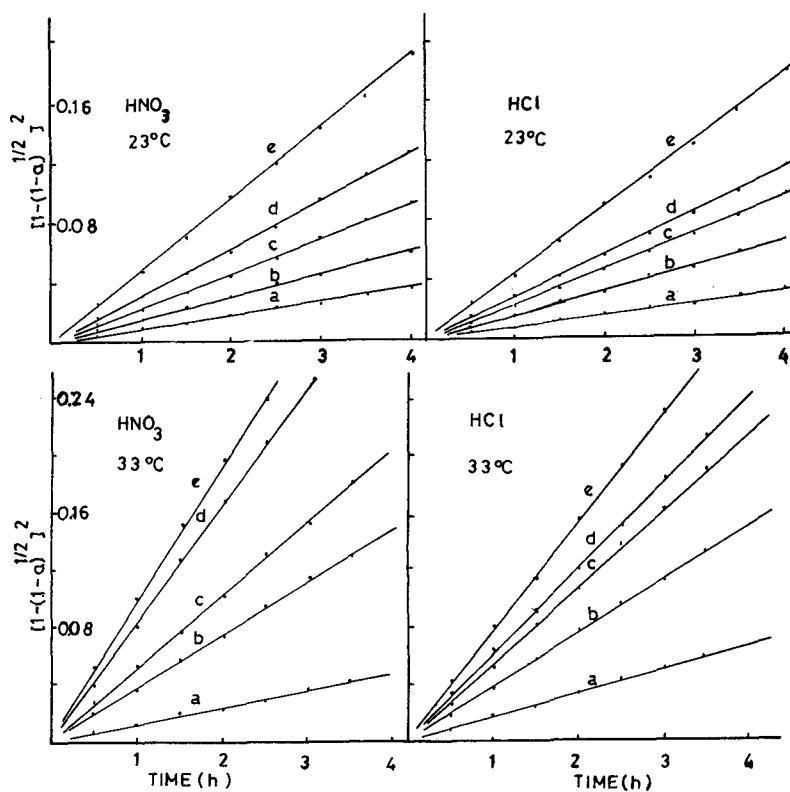 [1-(1-a)^1/2]^2
0.16
0.08
HNO3
23°C
e
d
c
b
a
1
2
3
4
HCl
23°C
e
d
c
b
a
1
2
3
4
[1-(1-a)^1/2]^2
0.24
0.16
0.08
HNO3
33°C
e
d
c
b
a
1
2
3
4
TIME(h)
HCl
33°C
e
d
c
b
a
1
2
3
4
TIME(h)